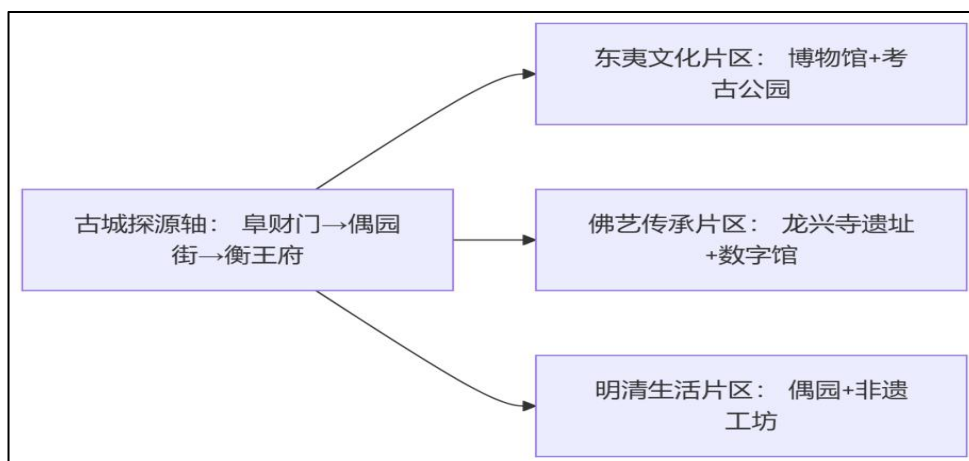 东夷文化片区： 博物馆+考
古公园
古城探源轴： 阜财门→偶园
街→衡王府
佛艺传承片区： 龙兴寺遗址
+数字馆
明清生活片区： 偶园+非遗
工坊